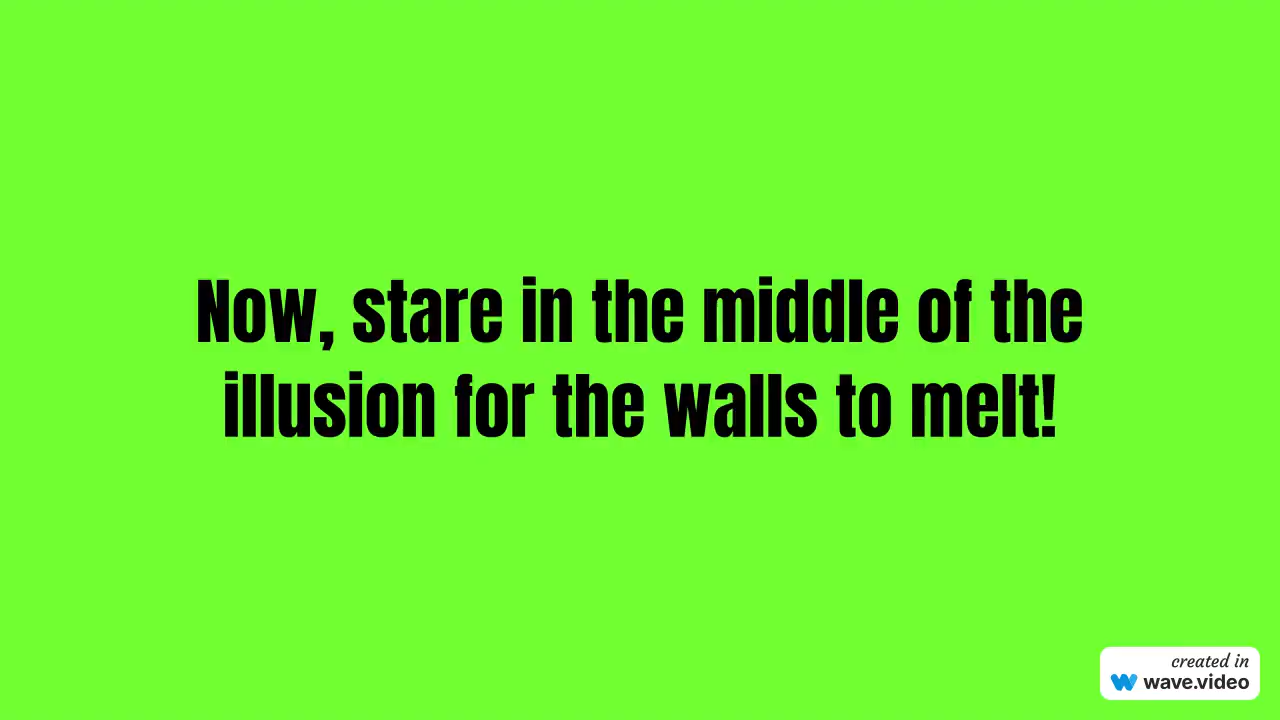 Now, stare in the middle of the
illusion for the walls to melt!
created in
wave.video